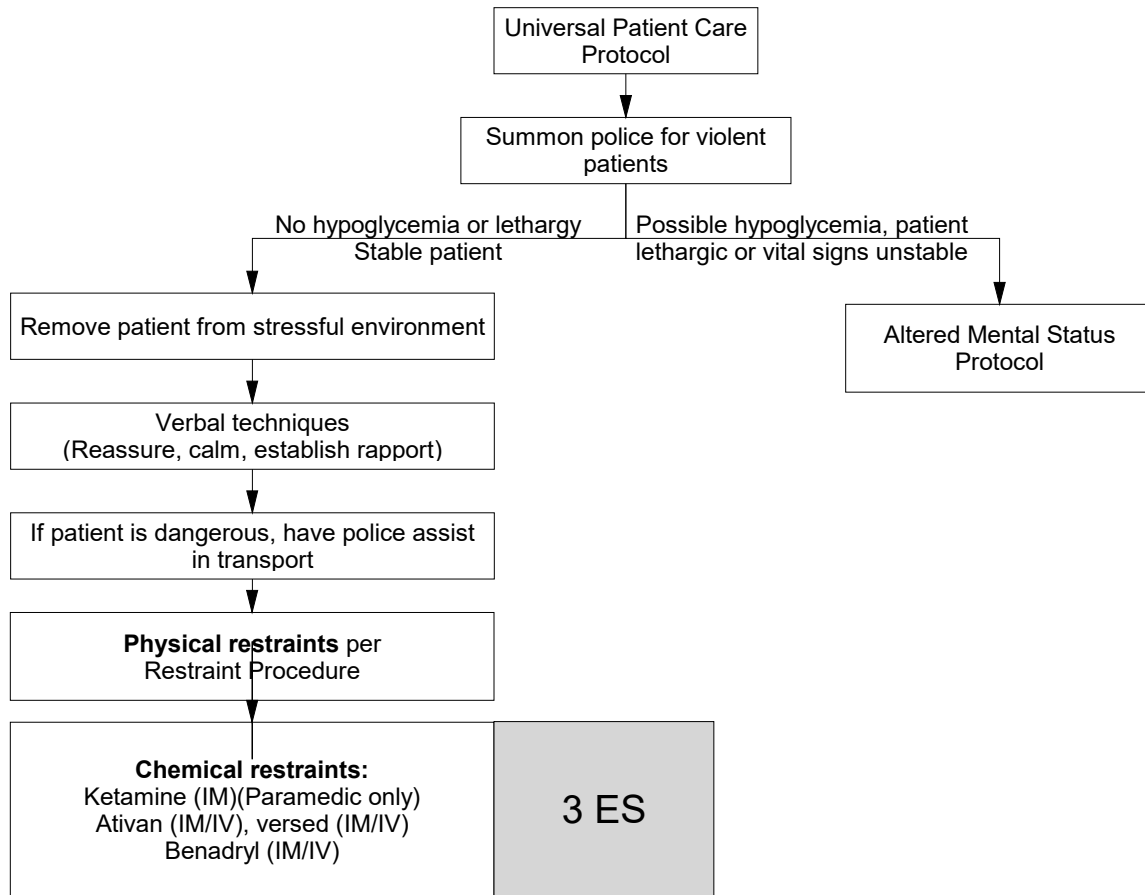 Universal Patient Care
Protocol
Summon police for violent
patients
No hypoglycemia or lethargy
Stable patient
Possible hypoglycemia, patient
lethargic or vital signs unstable
Remove patient from stressful environment
Altered Mental Status
Protocol
Verbal techniques
(Reassure, calm, establish rapport)
If patient is dangerous, have police assist
in transport
Physical restraints per
Restraint Procedure
Chemical restraints:
Ketamine (IM)(Paramedic only)
Ativan (IM/IV), versed (IM/IV)
Benadryl (IM/IV)
3 ES